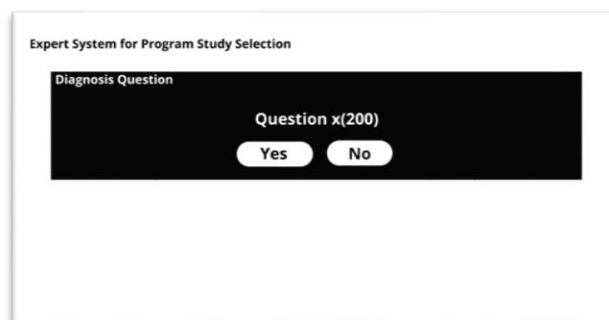 Expert System for Program Study Selection
Diagnosis Question
Question x(200)
Yes No